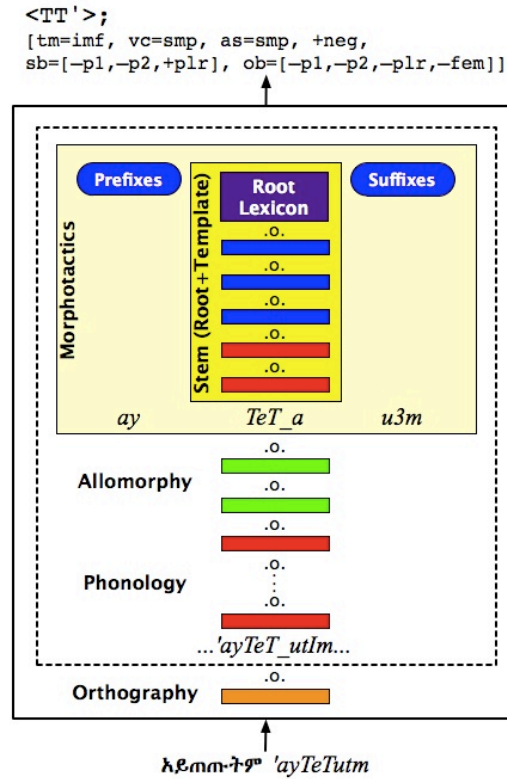 <TT'>;
[tm=imf, vc=smp, as=smp, +neg,
sb=[–p1,–p2,+plr], ob=[–p1,–p2,–plr,–fem]]
Prefixes
Root
Lexicon
Suffixes
Morphotactics
Stem (Root+Template)
.o.
.o.
.o.
.o.
.o.
ay
TeT_a
u3m
.o.
Allomorphy
.o.
.o.
Phonology
.o.
.o.
...'ayTeT_utIm...
.o.
Orthography
አይጠጡትም 'ayTeTutm